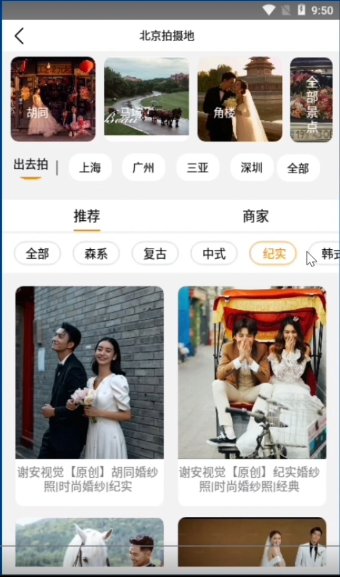 9:50
北京拍摄地
胡同
马场
角楼
全部景点
出去拍
上海
广州
三亚
深圳
全部
推荐
商家
全部
森系
复古
中式
纪实
韩式
谢安视觉【原创】胡同婚纱
照|时尚婚纱|纪实
谢安视觉【原创】纪实婚纱
照|时尚婚纱照|经典